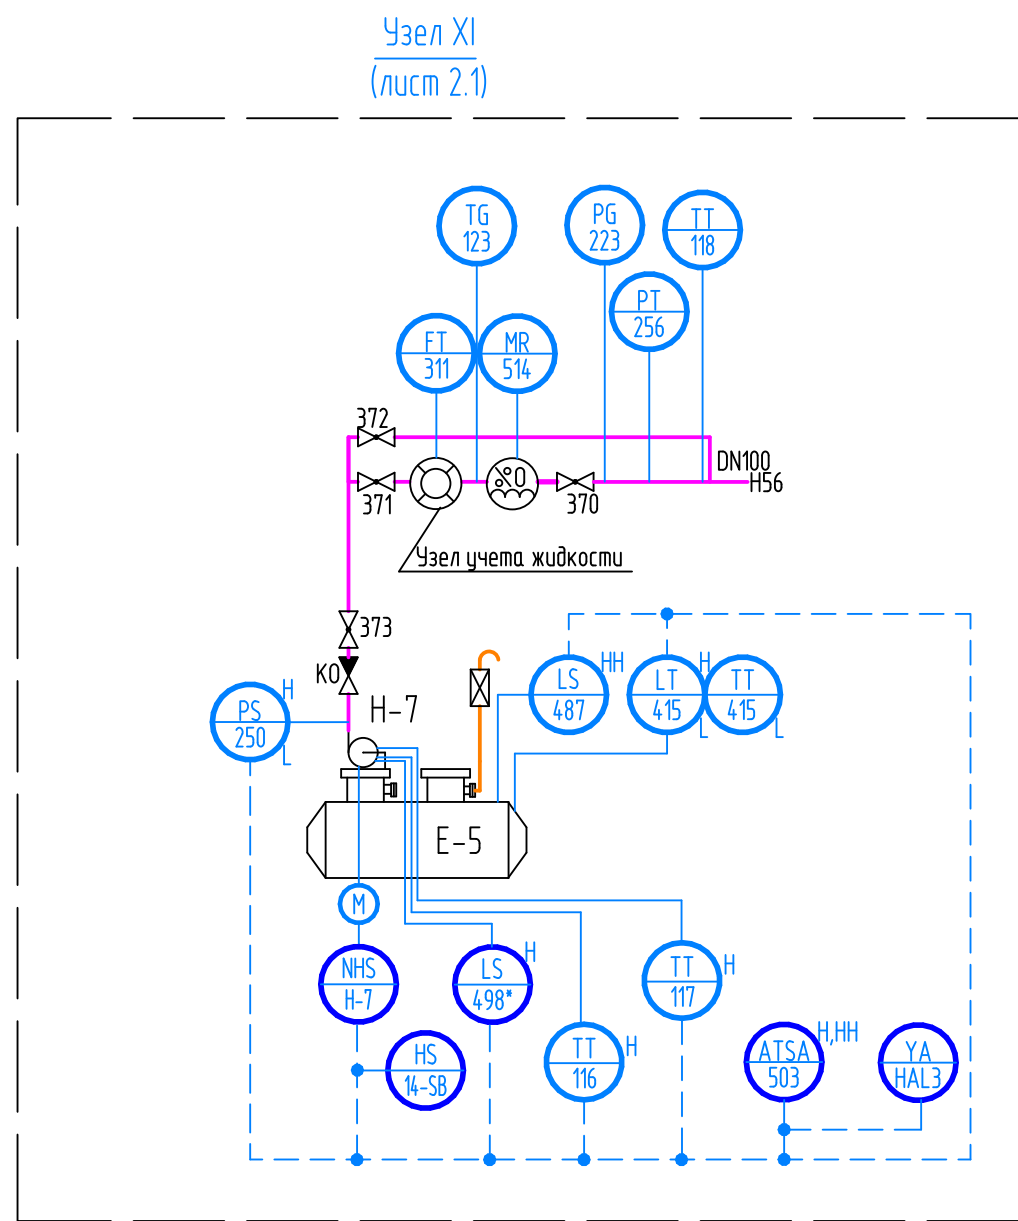 Узел XI
(лист 2.1)
TG
123
PG
223
TT
118
PT
256
FT
311
MR
514
372
DN100
%0
H56
371
370
Узел учета жидкости
373
КО
LS
487
HH
LT
415
H
L
TT
415
L
PS
250
H
L
Н-7
Е-5
M
NHS
Н-7
LS
498*
H
TT
117
H
TT
116
H
HS
14-SB
ATSA
503
H,HH
YA
HAL3